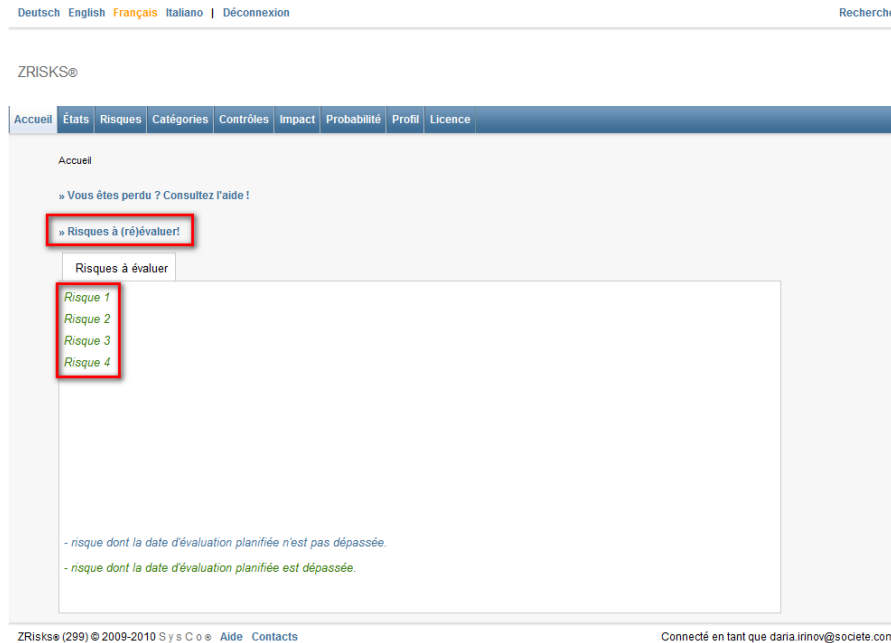 Deutsch English Français Italiano | Déconnexion Recherche
ZRISKS®
Accueil États Risques Catégories Contrôles Impact Probabilité Profil Licence
Accueil
» Vous êtes perdu ? Consultez l'aide !
» Risques à (ré)évaluer!
Risques à évaluer
Risque 1
Risque 2
Risque 3
Risque 4
- risque dont la date d'évaluation planifiée n'est pas dépassée.
- risque dont la date d'évaluation planifiée est dépassée.
ZRisks® (299) © 2009-2010 S y s C o ® Aide Contacts Connecté en tant que daria.irinov@societe.com